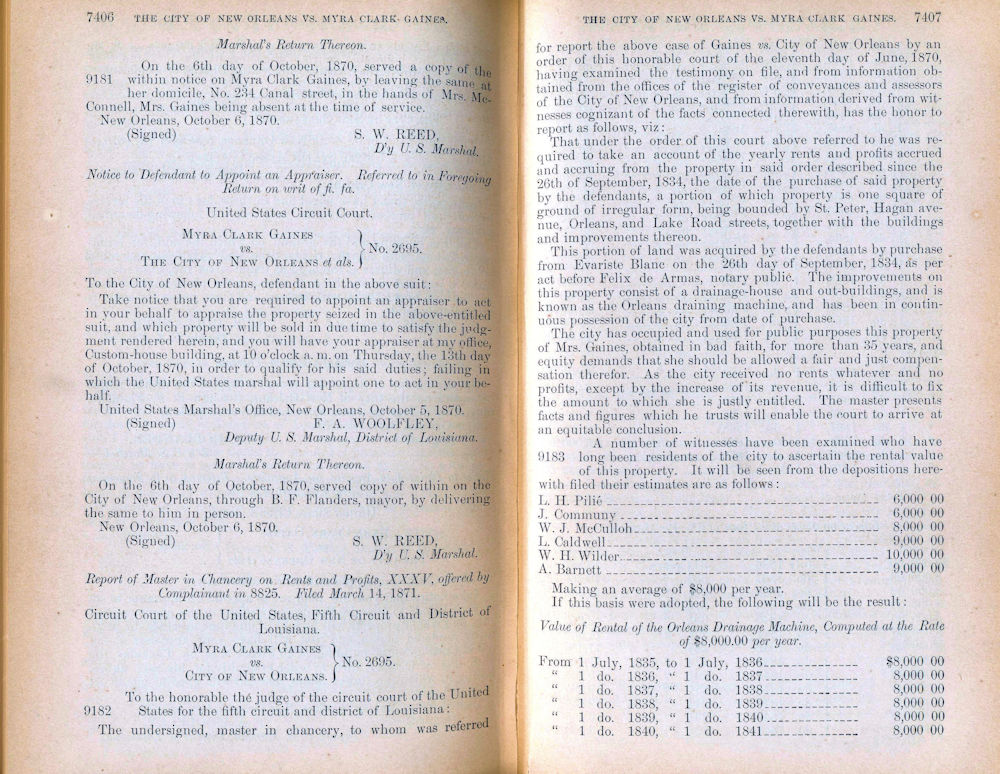 7406 THE CITY OF NEW ORLEANS VS. MYRA CLARK GAINES.
Marshal's Return Thereon.
On the 6th day of October, 1870, served a copy of the
9181 within notice on Myra Clark Gaines, by leaving the same at
her domicile, No. 234 Canal street, in the hands of Mrs. Mc-
Connell, Mrs. Gaines being absent at the time of service.
New Orleans, October 6, 1870.
(Signed) S. W. REED,
D'y U. S. Marshal.
Notice to Defendant to Appoint an Appraiser. Referred to in Foregoing
Return on writ of fi. fa.
United States Circuit Court.
MYRA CLARK GAINES
vs.
THE CITY OF NEW ORLEANS et als.
} No. 2695.
To the City of New Orleans, defendant in the above suit:
Take notice that you are required to appoint an appraiser to act
in your behalf to appraise the property seized in the above-entitled
suit, and which property will be sold in due time to satisfy the judg-
ment rendered herein, and you will have your appraiser at my office,
Custom-house building, at 10 o'clock a. m. on Thursday, the 13th day
of October, 1870, in order to qualify for his said duties; failing in
which the United States marshal will appoint one to act in your be-
half.
United States Marshal's Office, New Orleans, October 5, 1870.
(Signed) F. A. WOOLFLEY,
Deputy U. S. Marshal, District of Louisiana.
Marshal's Return Thereon.
On the 6th day of October, 1870, served copy of within on the
City of New Orleans, through B. F. Flanders, mayor, by delivering
the same to him in person.
New Orleans, October 6, 1870.
(Signed) S. W. REED,
D'y U. S. Marshal.
Report of Master in Chancery on Rents and Profits, XXXV, offered by
Complainant in 8825. Filed March 14, 1871.
Circuit Court of the United States, Fifth Circuit and District of
Louisiana.
MYRA CLARK GAINES
vs.
CITY OF NEW ORLEANS.
} No. 2695.
To the honorable the judge of the circuit court of the United
9182 States for the fifth circuit and district of Louisiana:
The undersigned, master in chancery, to whom was referred
THE CITY OF NEW ORLEANS VS. MYRA CLARK GAINES. 7407
for report the above case of Gaines vs. City of New Orleans by an
order of this honorable court of the eleventh day of June, 1870,
having examined the testimony on file, and from information ob-
tained from the offices of the register of conveyances and assessors
of the City of New Orleans, and from information derived from wit-
nesses cognizant of the facts connected therewith, has the honor to
report as follows, viz:
That under the order of this court above referred to he was re-
quired to take an account of the yearly rents and profits accrued
and accruing from the property in said order described since the
26th of September, 1834, the date of the purchase of said property
by the defendants, a portion of which property is one square of
ground of irregular form, being bounded by St. Peter, Hagan ave-
nue, Orleans, and Lake Road streets, together with the buildings
and improvements thereon.
This portion of land was acquired by the defendants by purchase
from Evariste Blanc on the 26th day of September, 1834, as per
act before Felix de Armas, notary public. The improvements on
this property consist of a drainage-house and out-buildings, and is
known as the Orleans draining machine, and has been in contin-
uous possession of the city from date of purchase.
The city has occupied and used for public purposes this property
of Mrs. Gaines, obtained in bad faith, for more than 35 years, and
equity demands that she should be allowed a fair and just compen-
sation therefor. As the city received no rents whatever and no
profits, except by the increase of its revenue, it is difficult to fix
the amount to which she is justly entitled. The master presents
facts and figures which he trusts will enable the court to arrive at
an equitable conclusion.
A number of witnesses have been examined who have
9183 long been residents of the city to ascertain the rental value
of this property. It will be seen from the depositions here-
with filed their estimates are as follows:
L. H. Pilié 6,000 00
J. Communy 6,000 00
W. J. McCulloh 8,000 00
L. Caldwell 9,000 00
W. H. Wilder 10,000 00
A. Barnett 9,000 00
Making an average of $8,000 per year.
If this basis were adopted, the following will be the result:
Value of Rental of the Orleans Drainage Machine, Computed at the Rate
of $8,000.00 per year.
From 1 July, 1835, to 1 July, 1836 $8,000 00
" 1 do. 1836, " 1 do. 1837 8,000 00
" 1 do. 1837, " 1 do. 1838 8,000 00
" 1 do. 1838, " 1 do. 1839 8,000 00
" 1 do. 1839, " 1 do. 1840 8,000 00
" 1 do. 1840, " 1 do. 1841 8,000 00